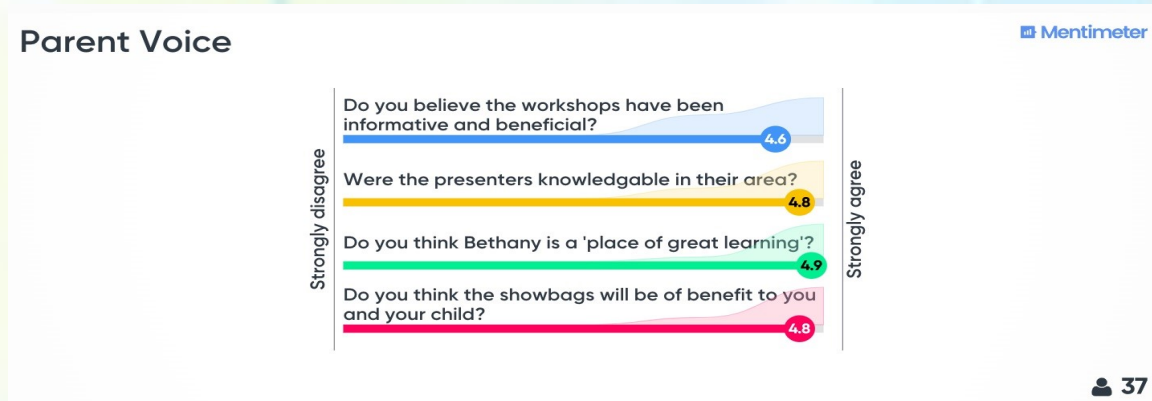 Parent Voice
Mentimeter
Do you believe the workshops have been
informative and beneficial?
4.6
Were the presenters knowledgable in their area?
4.8
Do you think Bethany is a 'place of great learning'?
4.9
Do you think the showbags will be of benefit to you
and your child?
4.8
Strongly disagree
Strongly agree
37